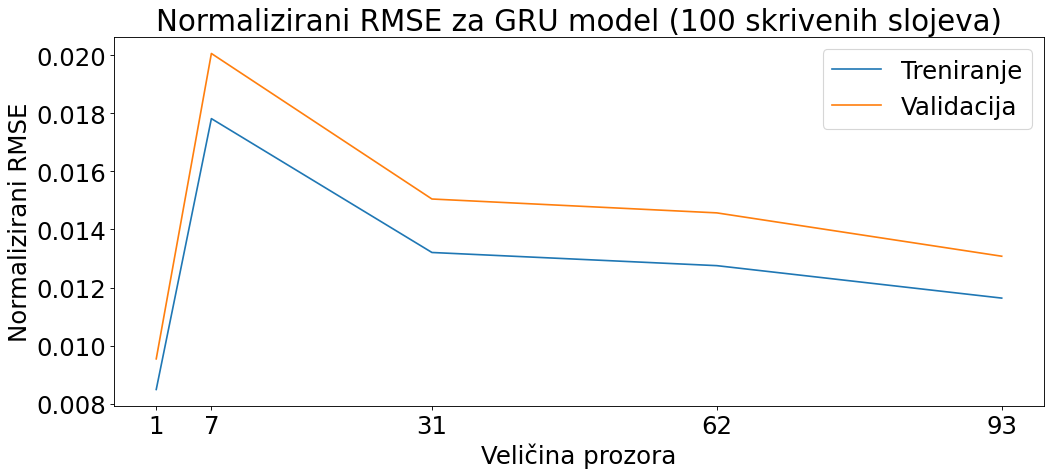 Normalizirani RMSE za GRU model (100 skrivenih slojeva)
Normalizirani RMSE
0.020
0.018
0.016
0.014
0.012
0.010
0.008
Treniranje
Validacija
1 7 31 62 93
Veličina prozora